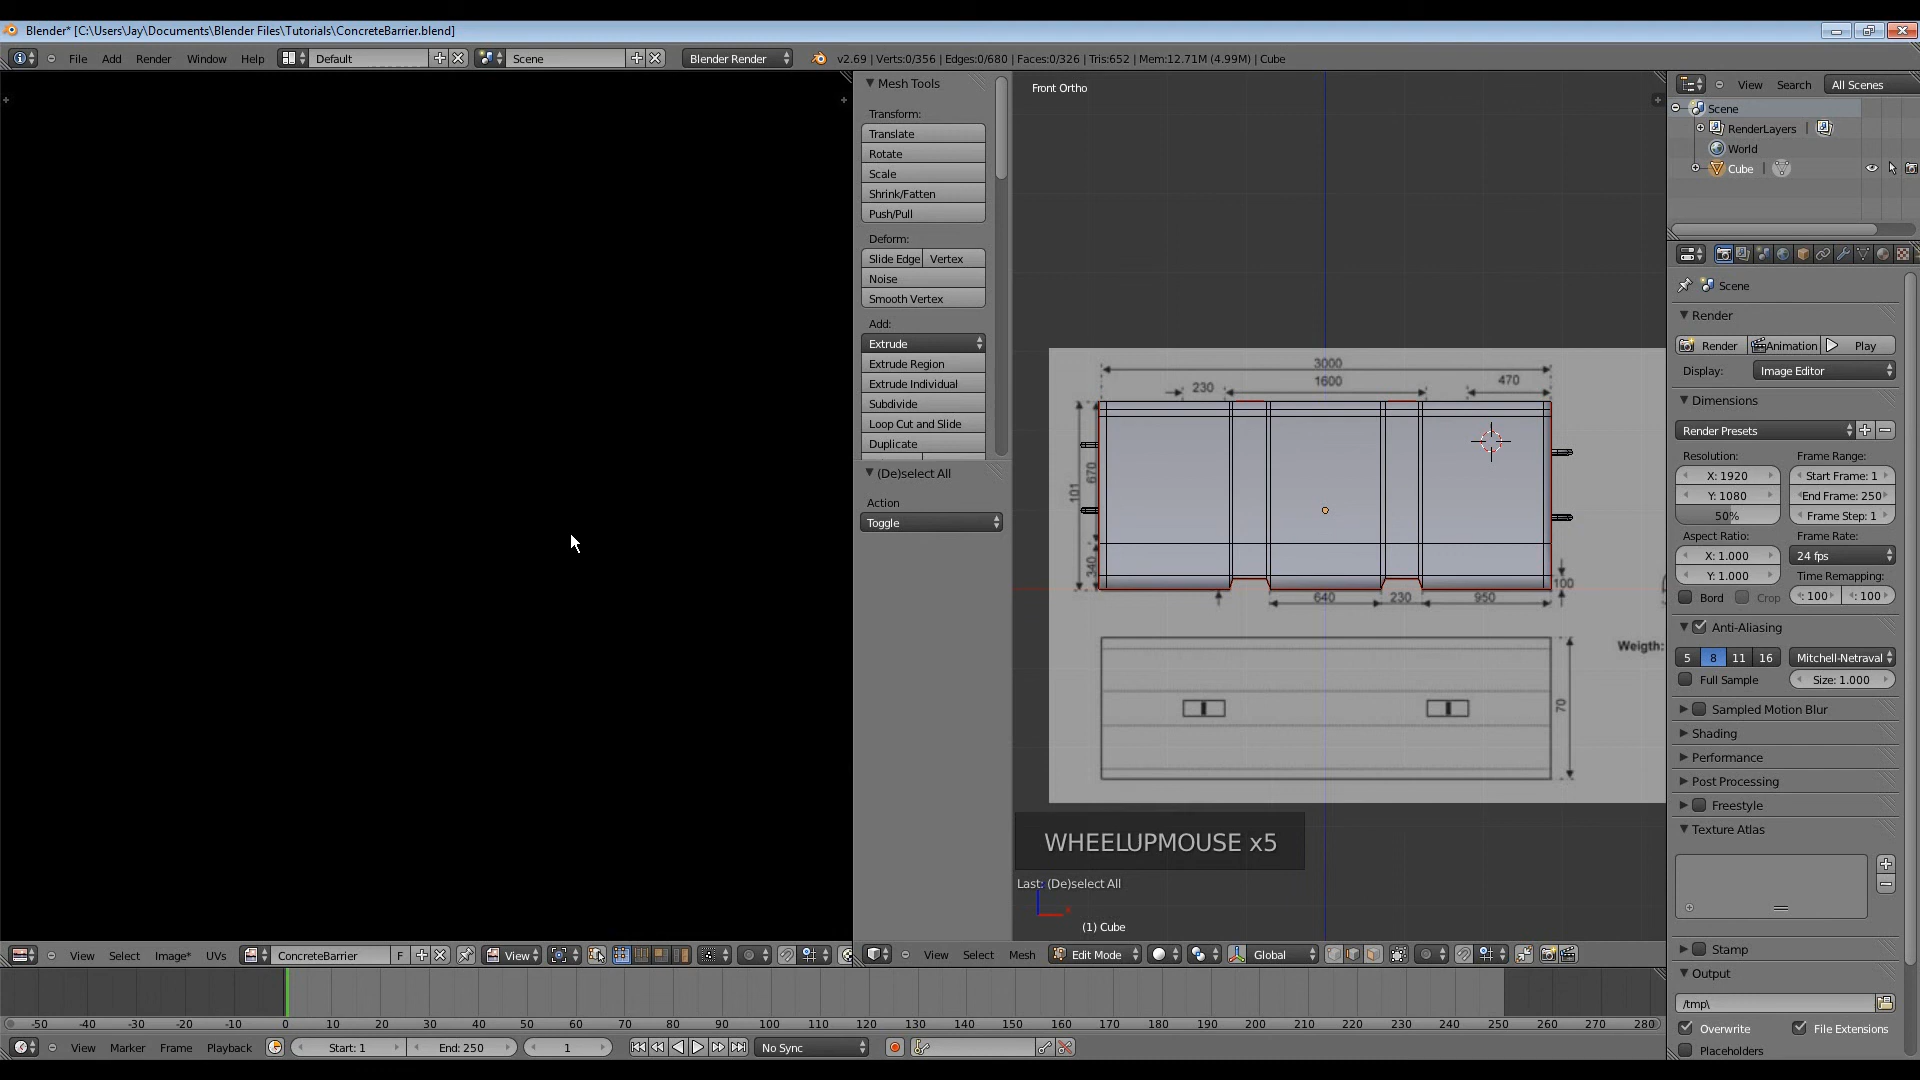 Blender* [C:\Users\Jay\Documents\Blender Files\Tutorials\ConcreteBarrier.blend]
File Add Render Window Help Default Scene Blender Render v2.69 | Verts:0/356 | Edges:0/680 | Faces:0/326 | Tris:652 | Mem:12.71M (4.99M) | Cube
Mesh Tools
Transform:
Translate
Rotate
Scale
Shrink/Fatten
Push/Pull
Deform:
Slide Edge Vertex
Noise
Smooth Vertex
Add:
Extrude
Extrude Region
Extrude Individual
Subdivide
Loop Cut and Slide
Duplicate
(De)select All
Action
Toggle
Front Ortho
3000
230 1600 470
670
101
340
100
640 230 950
Weigth:
70
WHEELUPMOUSE x5
Last: (De)select All
(1) Cube
View Search All Scenes
Scene
RenderLayers |
World
Cube |
Scene
Render
Render Animation Play
Display: Image Editor
Dimensions
Render Presets
Resolution: Frame Range:
X: 1920 Start Frame: 1
Y: 1080 End Frame: 250
50% Frame Step: 1
Aspect Ratio: Frame Rate:
X: 1.000 24 fps
Y: 1.000 Time Remapping:
Bord Crop : 100 : 100
Anti-Aliasing
5 8 11 16 Mitchell-Netraval
Full Sample Size: 1.000
Sampled Motion Blur
Shading
Performance
Post Processing
Freestyle
Texture Atlas
Stamp
Output
/tmp\
Overwrite File Extensions
Placeholders
View Select Image* UVs ConcreteBarrier F View
View Select Mesh Edit Mode Global
-50 -40 -30 -20 -10 0 10 20 30 40 50 60 70 80 90 100 110 120 130 140 150 160 170 180 190 200 210 220 230 240 250 260 270 280
View Marker Frame Playback Start: 1 End: 250 1 No Sync